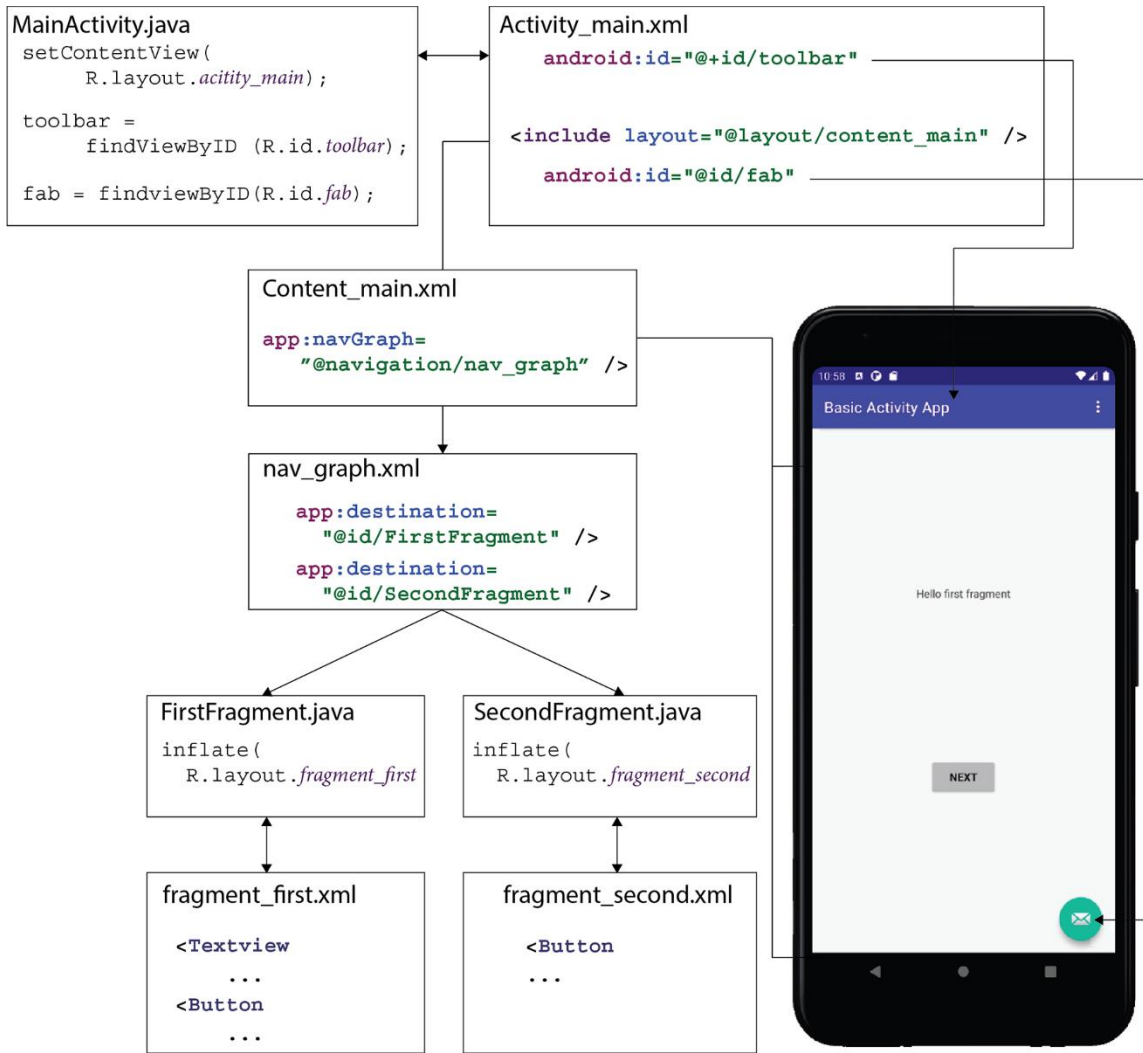 MainActivity.java
setContentView(
R.layout.acitity_main);
toolbar =
findViewByID (R.id.toolbar);
fab = findviewByID(R.id.fab);
Activity_main.xml
android:id="@+id/toolbar"
<include layout="@layout/content_main" />
android:id="@id/fab"
Content_main.xml
app:navGraph=
”@navigation/nav_graph” />
nav_graph.xml
app:destination=
"@id/FirstFragment" />
app:destination=
"@id/SecondFragment" />
FirstFragment.java
inflate(
R.layout.fragment_first
SecondFragment.java
inflate(
R.layout.fragment_second
fragment_first.xml
<Textview
...
<Button
...
fragment_second.xml
<Button
...
10:58
Basic Activity App
Hello first fragment
NEXT